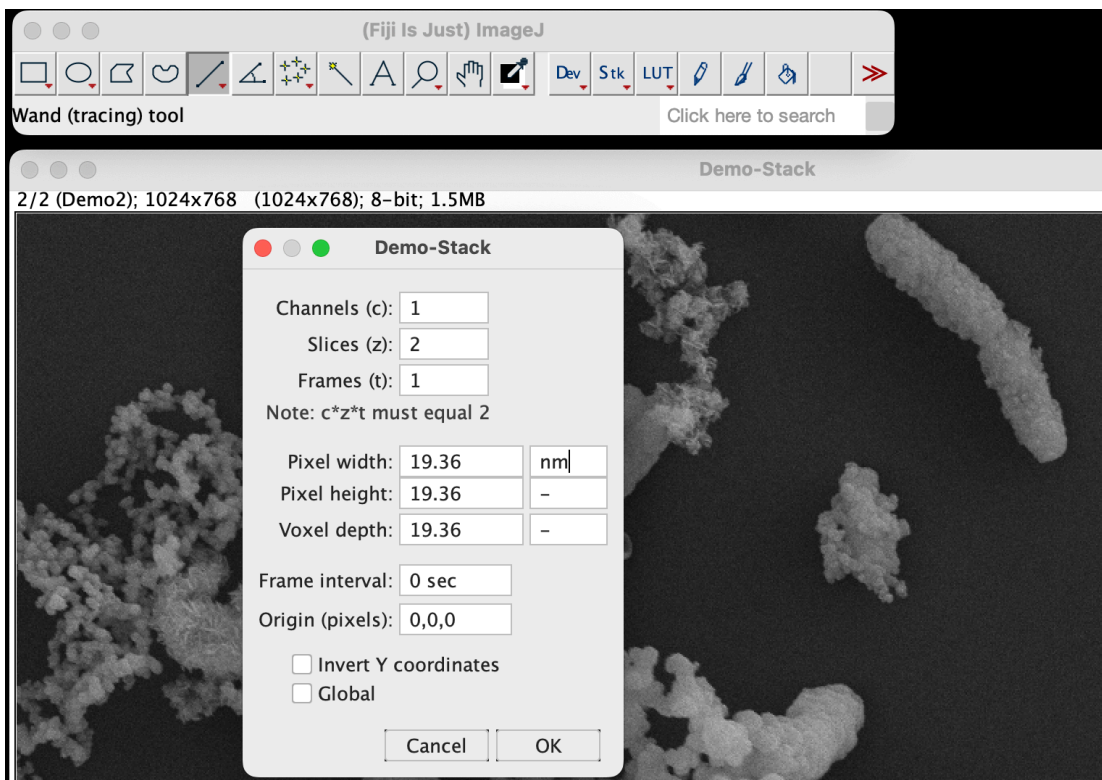 (Fiji Is Just) ImageJ
A Dev Stk LUT >>
Wand (tracing) tool Click here to search
Demo-Stack
2/2 (Demo2); 1024x768 (1024x768); 8-bit; 1.5MB
Demo-Stack
Channels (c): 1
Slices (z): 2
Frames (t): 1
Note: c*z*t must equal 2
Pixel width: 19.36 nm
Pixel height: 19.36 -
Voxel depth: 19.36 -
Frame interval: 0 sec
Origin (pixels): 0,0,0
Invert Y coordinates
Global
Cancel OK